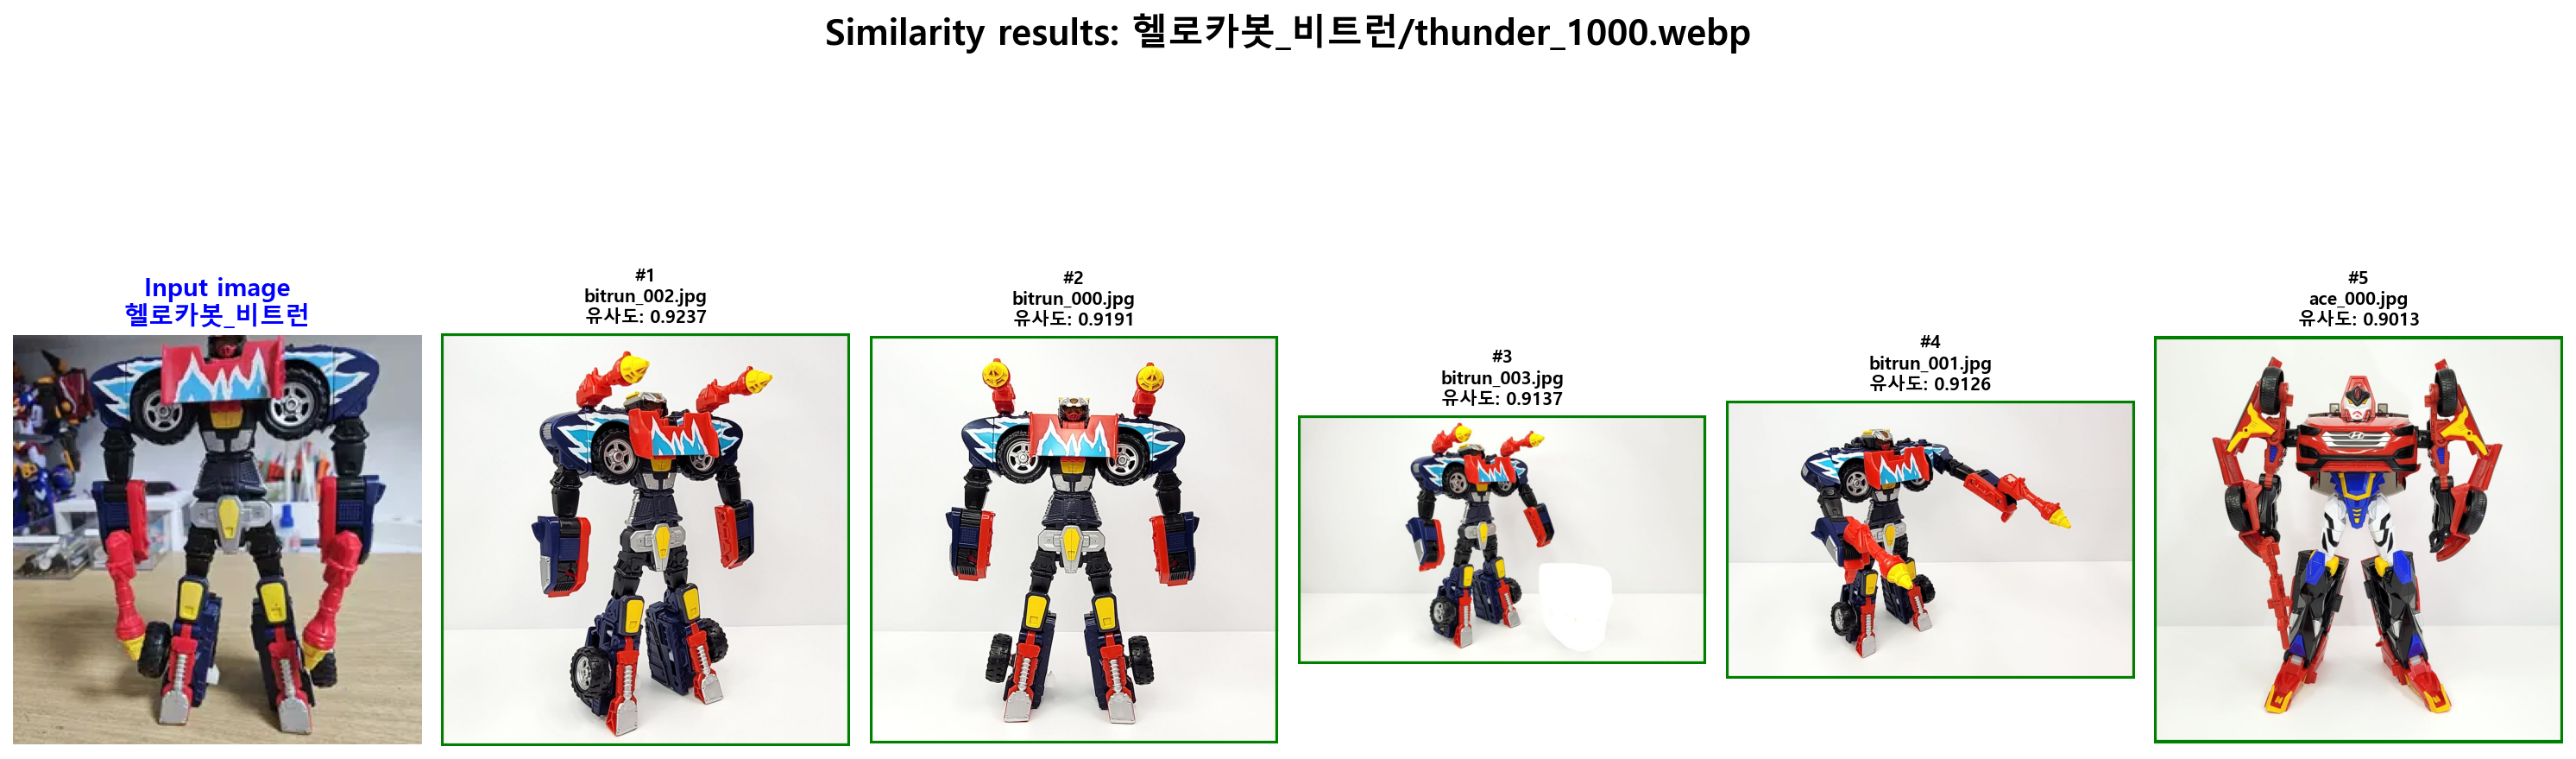 Similarity results: 헬로카봇_비트런/thunder_1000.webp
Input image
헬로카봇_비트런
#1
bitrun_002.jpg
유사도: 0.9237
#2
bitrun_000.jpg
유사도: 0.9191
#3
bitrun_003.jpg
유사도: 0.9137
#4
bitrun_001.jpg
유사도: 0.9126
#5
ace_000.jpg
유사도: 0.9013